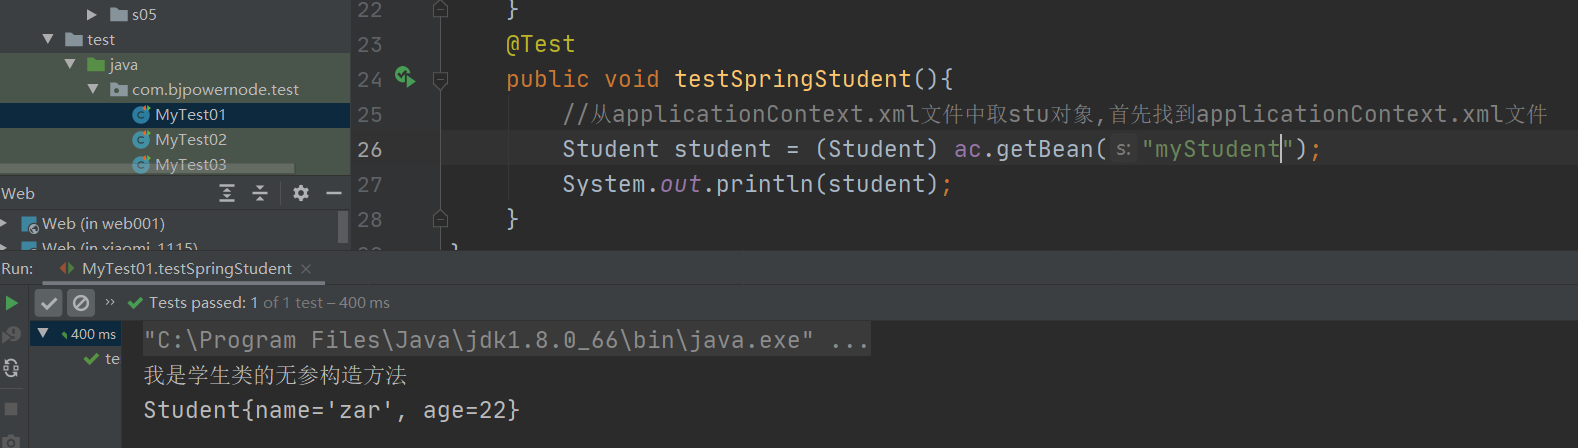 s05
test
java
com.bjpowernode.test
MyTest01
MyTest02
MyTest03
Web
Web (in web001)
Web (in xiaomi_1115)
22 }
23 @Test
24 public void testSpringStudent(){
25 //从applicationContext.xml文件中取stu对象,首先找到applicationContext.xml文件
26 Student student = (Student) ac.getBean( s: "myStudent");
27 System.out.println(student);
28 }
Run: MyTest01.testSpringStudent ×
» Tests passed: 1 of 1 test – 400 ms
400 ms
te
"C:\Program Files\Java\jdk1.8.0_66\bin\java.exe" ...
我是学生类的无参构造方法
Student{name='zar', age=22}